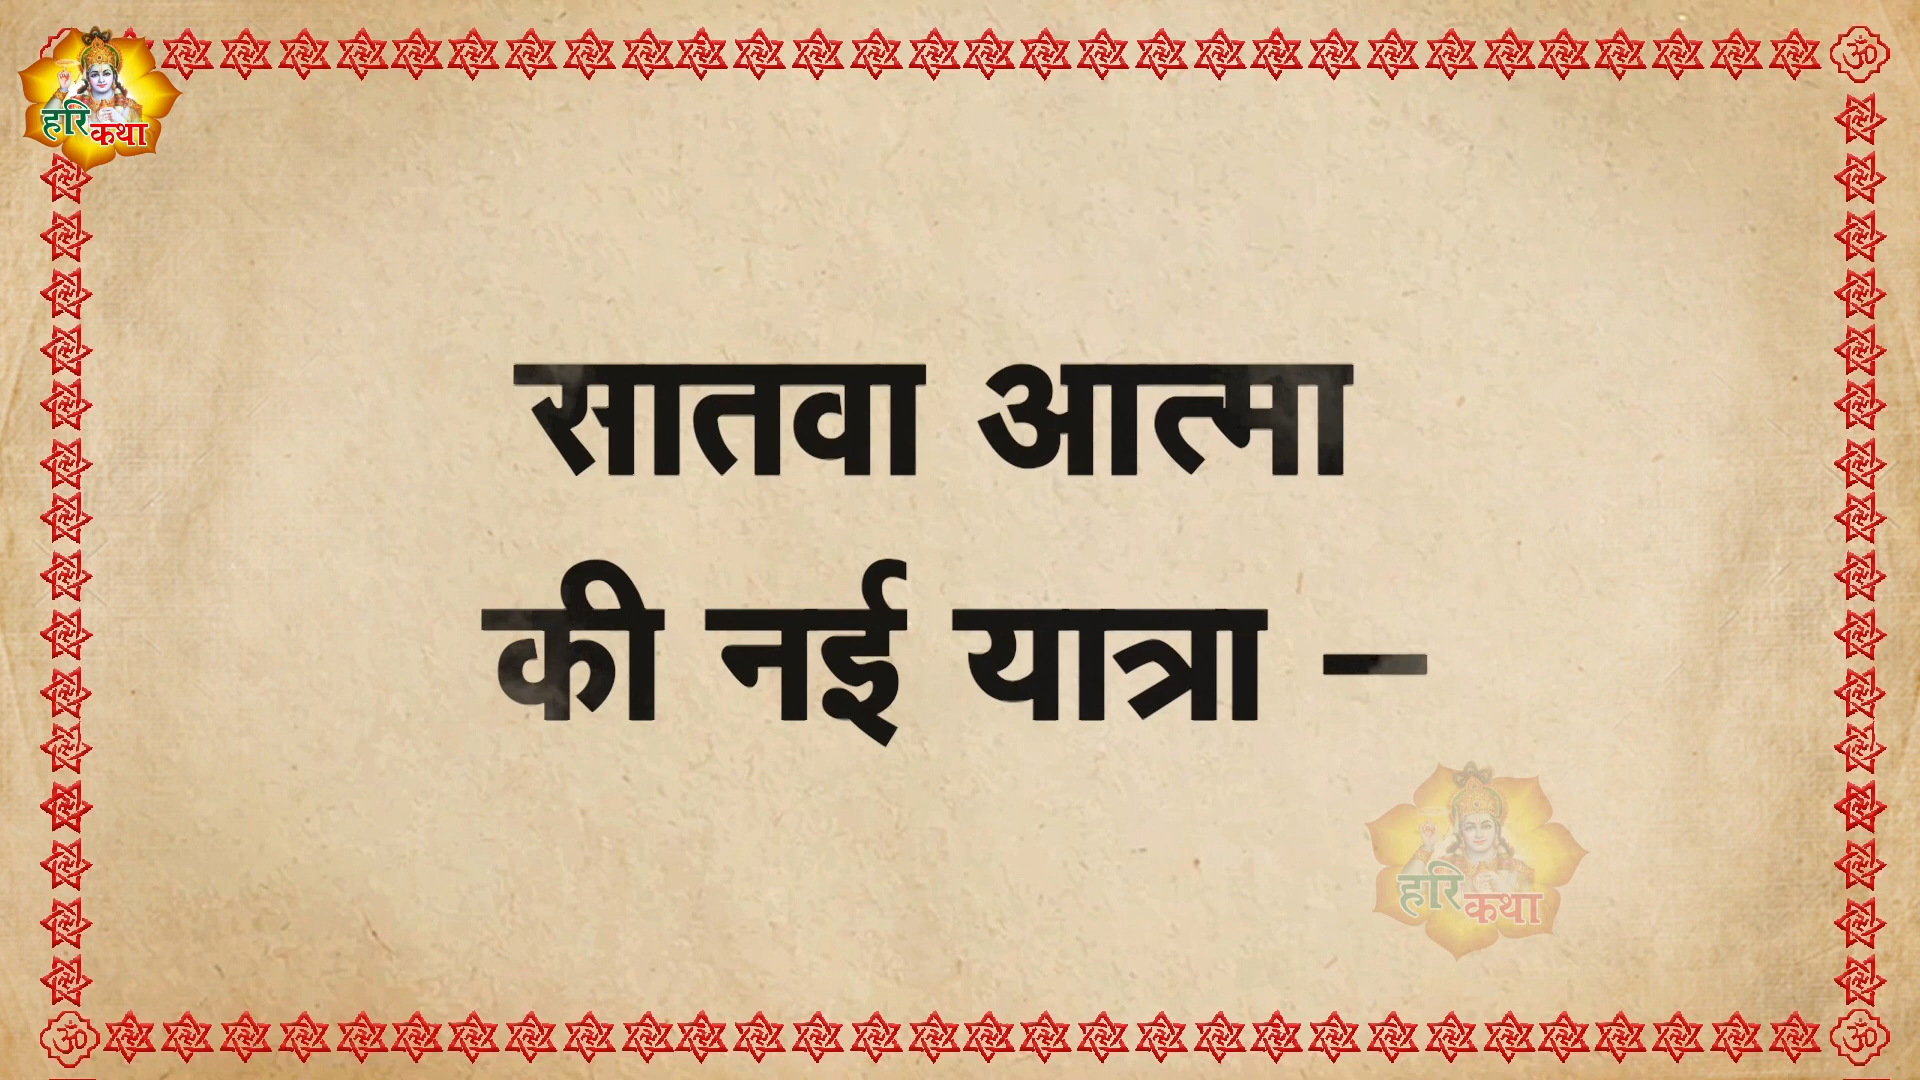 हरि कथा
सातवा आत्मा
की नई यात्रा –
हरि कथा